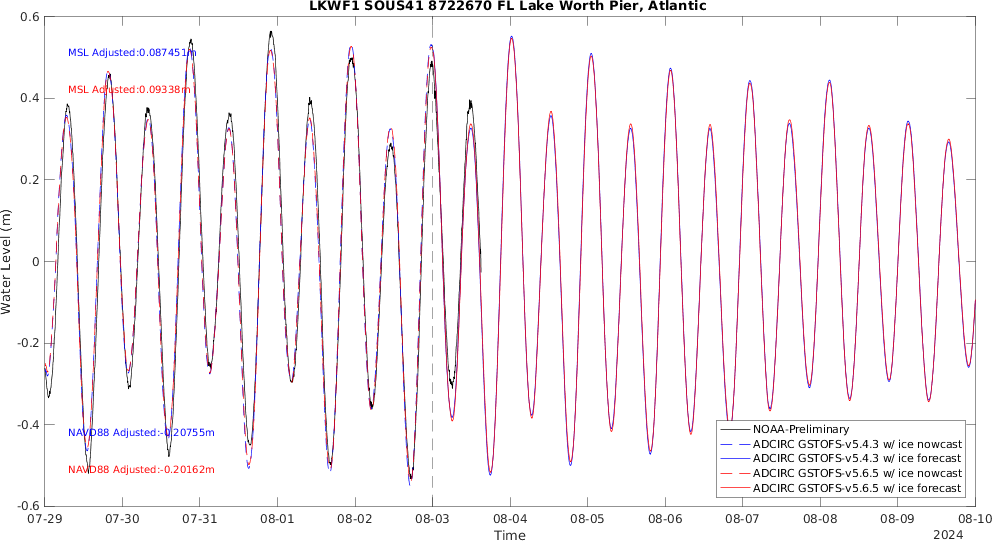 LKWF1 SOUS41 8722670 FL Lake Worth Pier, Atlantic
0.6
0.4
0.2
0
-0.2
-0.4
-0.6
Water Level (m)
MSL Adjusted:0.087451m
MSL Adjusted:0.09338m
NAVD88 Adjusted:-0.20755m
NAVD88 Adjusted:-0.20162m
NOAA-Preliminary
ADCIRC GSTOFS-v5.4.3 w/ ice nowcast
ADCIRC GSTOFS-v5.4.3 w/ ice forecast
ADCIRC GSTOFS-v5.6.5 w/ ice nowcast
ADCIRC GSTOFS-v5.6.5 w/ ice forecast
07-29 07-30 07-31 08-01 08-02 08-03 08-04 08-05 08-06 08-07 08-08 08-09 08-10
Time
2024